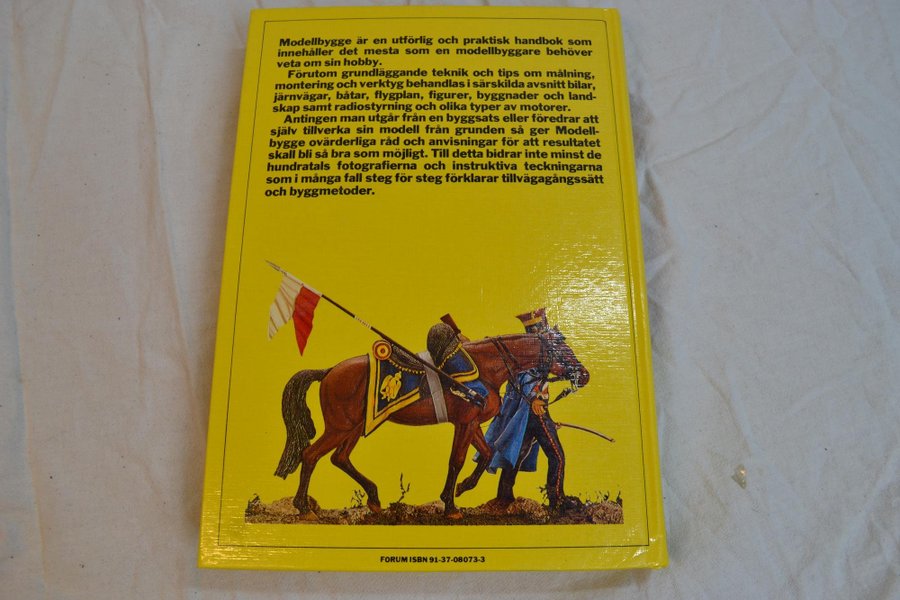 Modellbygge är en utförlig och praktisk handbok som
innehåller det mesta som en modellbyggare behöver
veta om sin hobby.
Förutom grundläggande teknik och tips om målning,
montering och verktyg behandlas i särskilda avsnitt bilar,
järnvägar, båtar, flygplan, figurer, byggnader och land-
skap samt radiostyrning och olika typer av motorer.
Antingen man utgår från en byggsats eller föredrar att
själv tillverka sin modell från grunden så ger Modell-
bygge ovärderliga råd och anvisningar för att resultatet
skall bli så bra som möjligt. Till detta bidrar inte minst de
hundratals fotografierna och instruktiva teckningarna
som i många fall steg för steg förklarar tillvägagångssätt
och byggmetoder.
FORUM ISBN 91-37-08073-3